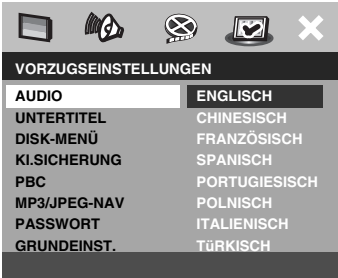 VORZUGSEINSTELLUNGEN
AUDIO ENGLISCH
UNTERTITEL CHINESISCH
DISK-MENÜ FRANZÖSISCH
KI.SICHERUNG SPANISCH
PBC PORTUGIESISCH
MP3/JPEG-NAV POLNISCH
PASSWORT ITALIENISCH
GRUNDEINST. TüRKISCH